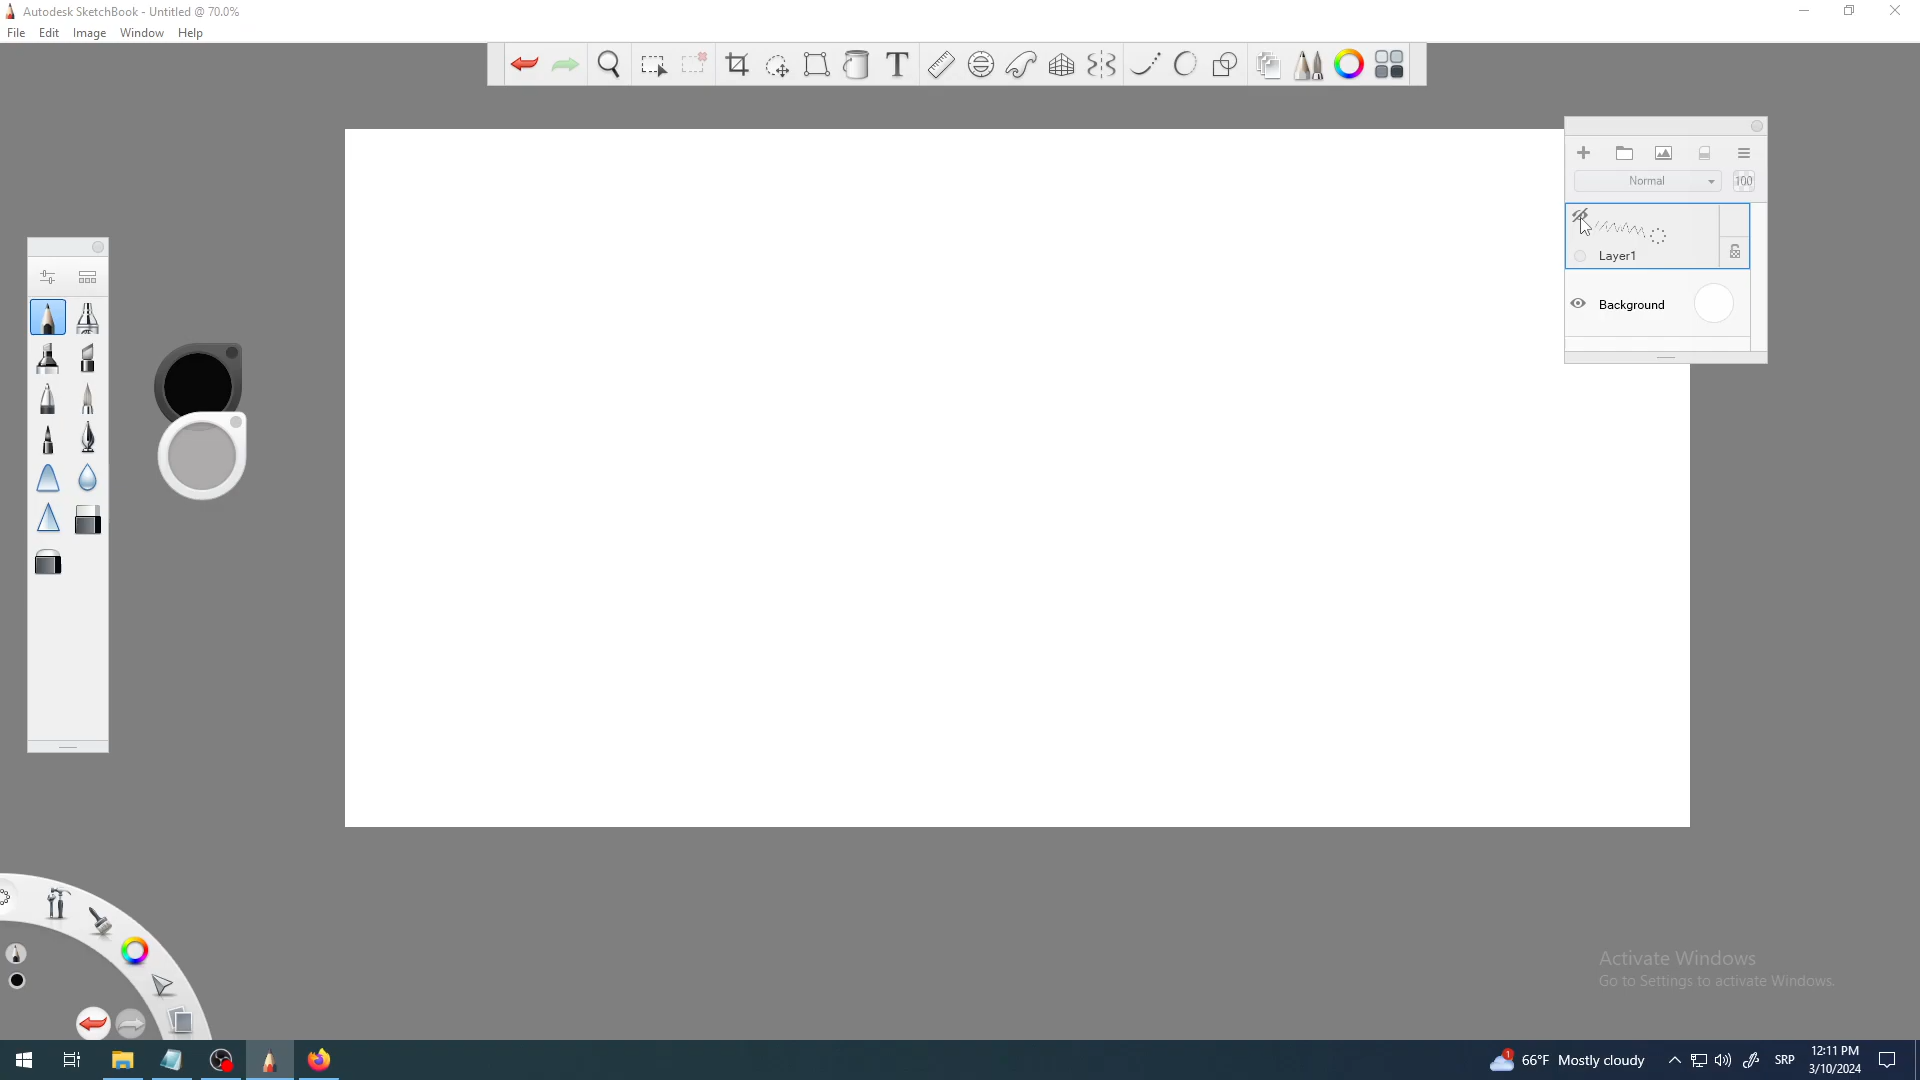 Autodesk SketchBook - Untitled @ 70.0%
File Edit Image Window Help
T
Normal 100
Layer1
Background
Activate Windows
Go to Settings to activate Windows.
1 66°F Mostly cloudy SRP 12:11 PM
3/10/2024